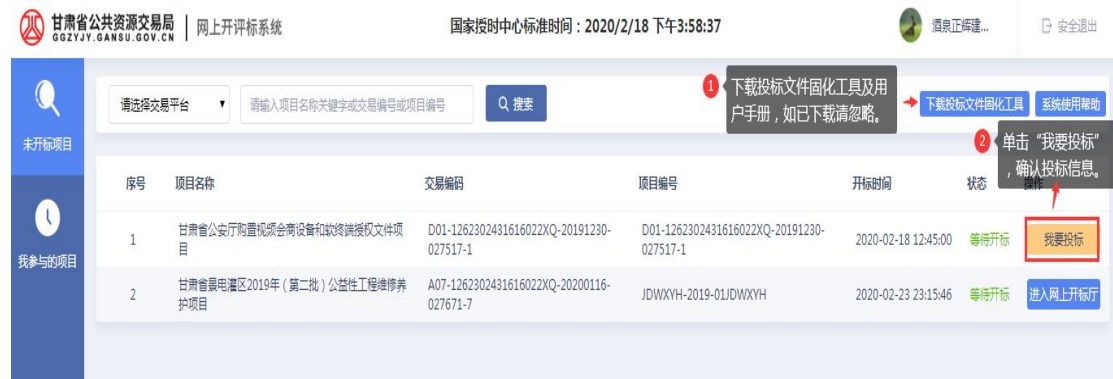 甘肃省公共资源交易局
GGZYJY.GANSU.GOV.CN
网上开评标系统
国家授时中心标准时间：2020/2/18 下午3:58:37
酒泉正辉建...
安全退出
未开标项目
我参与的项目
请选择交易平台
请输入项目名称关键字或交易编号或项目编号
搜索
1 下载投标文件固化工具及用
户手册，如已下载请忽略。
下载投标文件固化工具
系统使用帮助
2 单击“我要投标”
，确认投标信息。
序号 项目名称 交易编码 项目编号 开标时间 状态 操作
1
甘肃省公安厅购置视频会商设备和软终端授权文件项
目
D01-1262302431616022XQ-20191230-
027517-1
D01-1262302431616022XQ-20191230-
027517-1
2020-02-18 12:45:00
等待开标
我要投标
2
甘肃省景电灌区2019年（第二批）公益性工程维修养
护项目
A07-1262302431616022XQ-20200116-
027671-7
JDWXYH-2019-01JDWXYH
2020-02-23 23:15:46
等待开标
进入网上开标厅